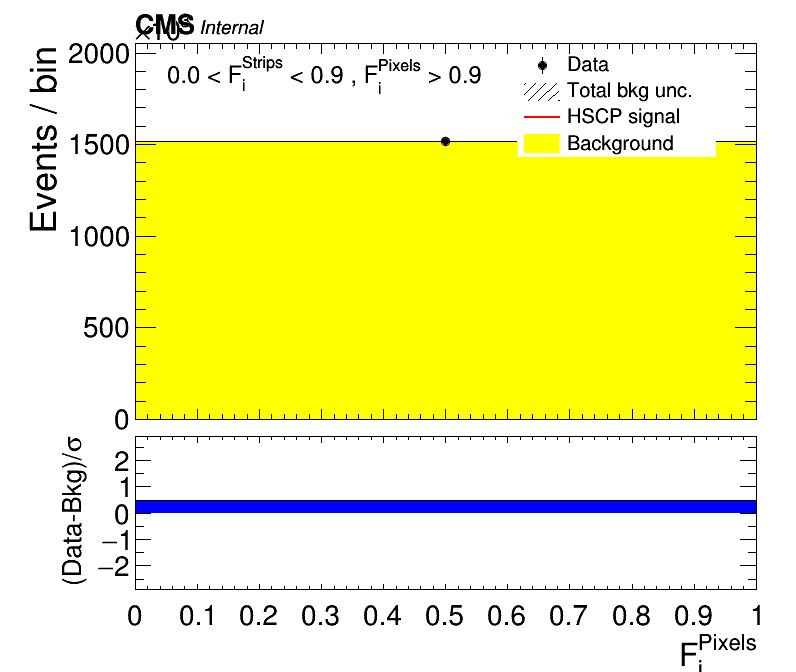 CMS Internal
×10³
2000
0.0 < F_i^Strips < 0.9 , F_i^Pixels > 0.9
Data
Total bkg unc.
HSCP signal
Background
1500
1000
500
0
Events / bin
2
1
0
−1
−2
(Data-Bkg)/σ
0 0.1 0.2 0.3 0.4 0.5 0.6 0.7 0.8 0.9 1
F_i^Pixels